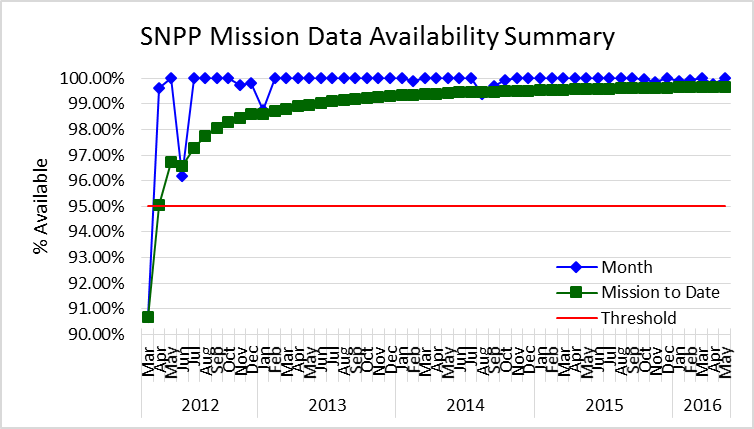 SNPP Mission Data Availability Summary
% Available
100.00%
99.00%
98.00%
97.00%
96.00%
95.00%
94.00%
93.00%
92.00%
91.00%
90.00%
Month
Mission to Date
Threshold
Mar Apr May Jun Jul Aug Sep Oct Nov Dec Jan Feb Mar Apr May Jun Jul Aug Sep Oct Nov Dec Jan Feb Mar Apr May Jun Jul Aug Sep Oct Nov Dec Jan Feb Mar Apr May Jun Jul Aug Sep Oct Nov Dec Jan Feb Mar Apr May
2012 2013 2014 2015 2016